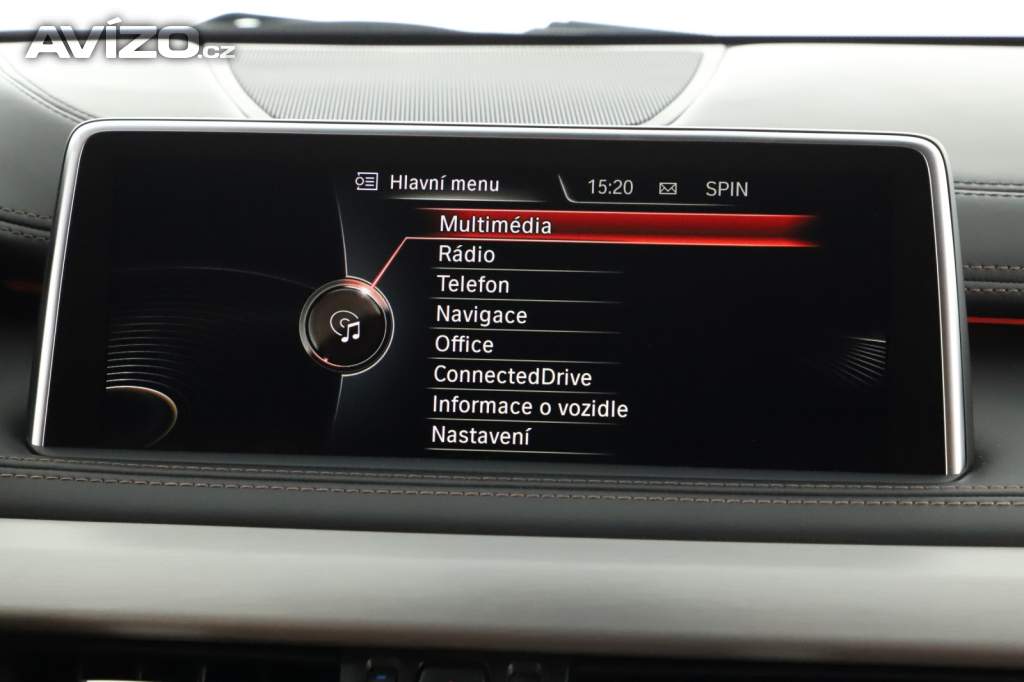 AVÍZO.cz
Hlavní menu 15:20 SPIN
Multimédia
Rádio
Telefon
Navigace
Office
ConnectedDrive
Informace o vozidle
Nastavení